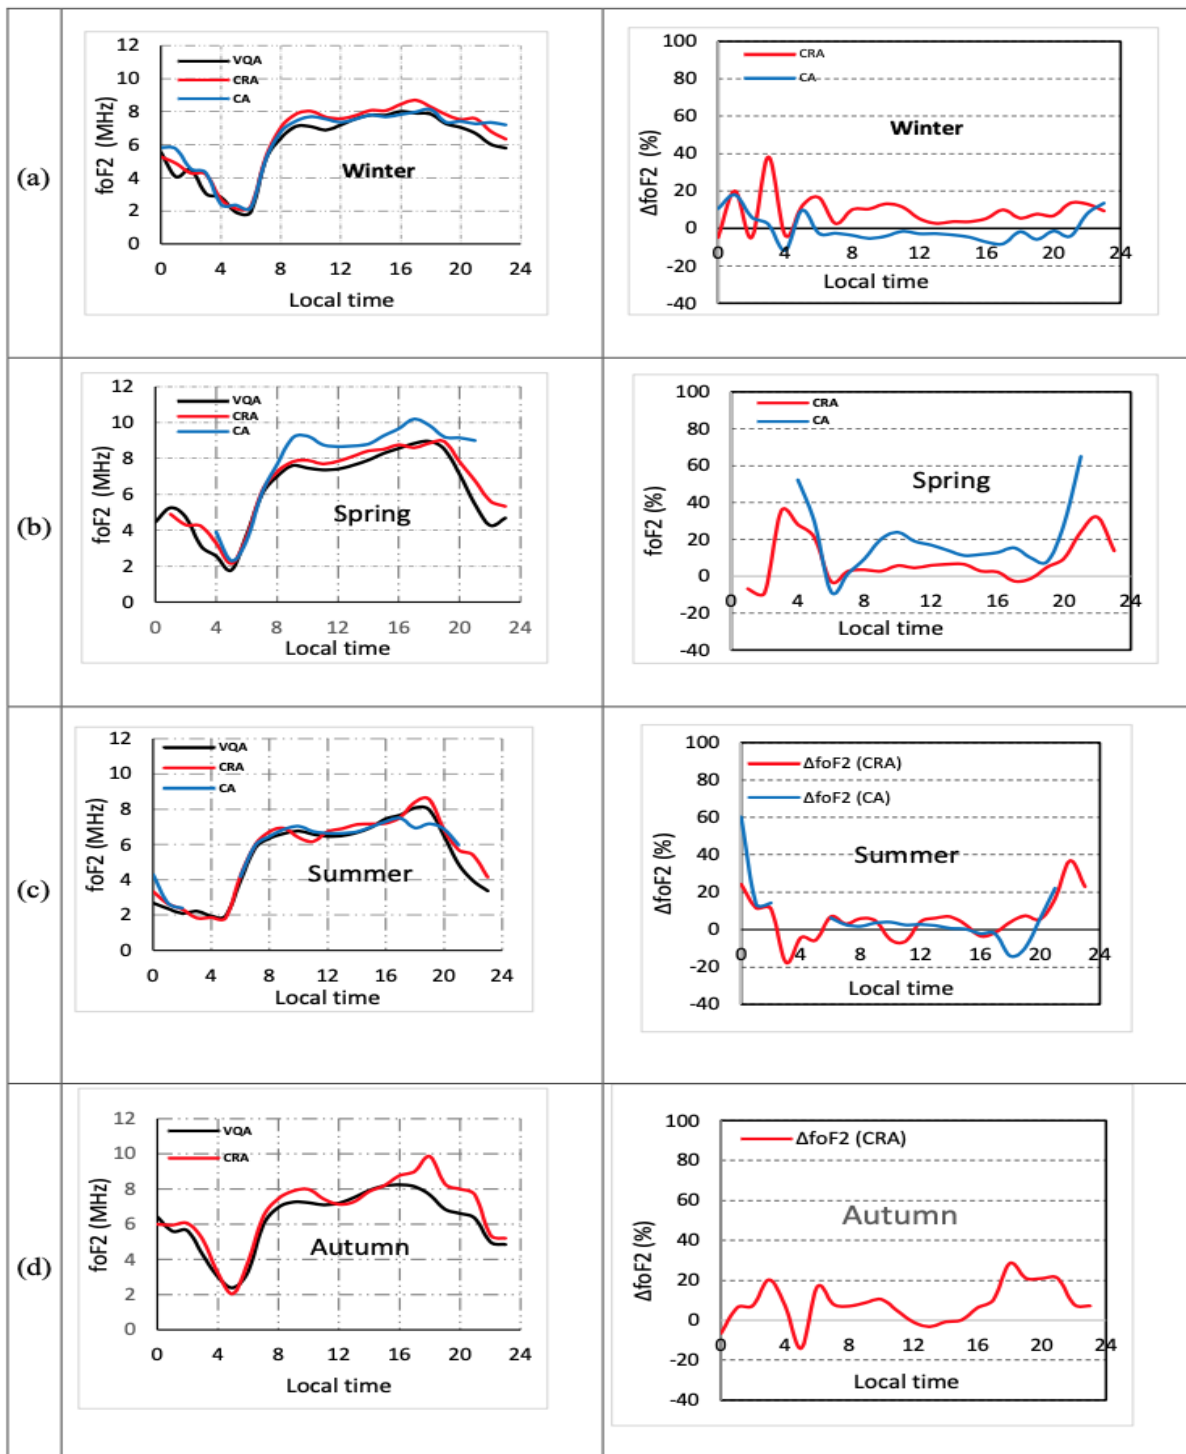 (a)
12
10
8
6
4
2
0
foF2 (MHz)
VQA
CRA
CA
Winter
0 4 8 12 16 20 24
Local time
100
80
60
40
20
0
-20
-40
ΔfoF2 (%)
CRA
CA
Winter
0 4 8 12 16 20 24
Local time
(b)
12
10
8
6
4
2
0
foF2 (MHz)
VQA
CRA
CA
Spring
0 4 8 12 16 20 24
Local time
100
80
60
40
20
0
-20
-40
foF2 (%)
CRA
CA
Spring
0 4 8 12 16 20 24
Local time
(c)
12
10
8
6
4
2
0
foF2 (MHz)
VQA
CRA
CA
Summer
0 4 8 12 16 20 24
Local time
100
80
60
40
20
0
-20
-40
ΔfoF2 (%)
ΔfoF2 (CRA)
ΔfoF2 (CA)
Summer
0 4 8 12 16 20 24
Local time
(d)
12
10
8
6
4
2
0
foF2 (MHz)
VQA
CRA
Autumn
0 4 8 12 16 20 24
Local time
100
80
60
40
20
0
-20
-40
ΔfoF2 (%)
ΔfoF2 (CRA)
Autumn
0 4 8 12 16 20 24
Local time